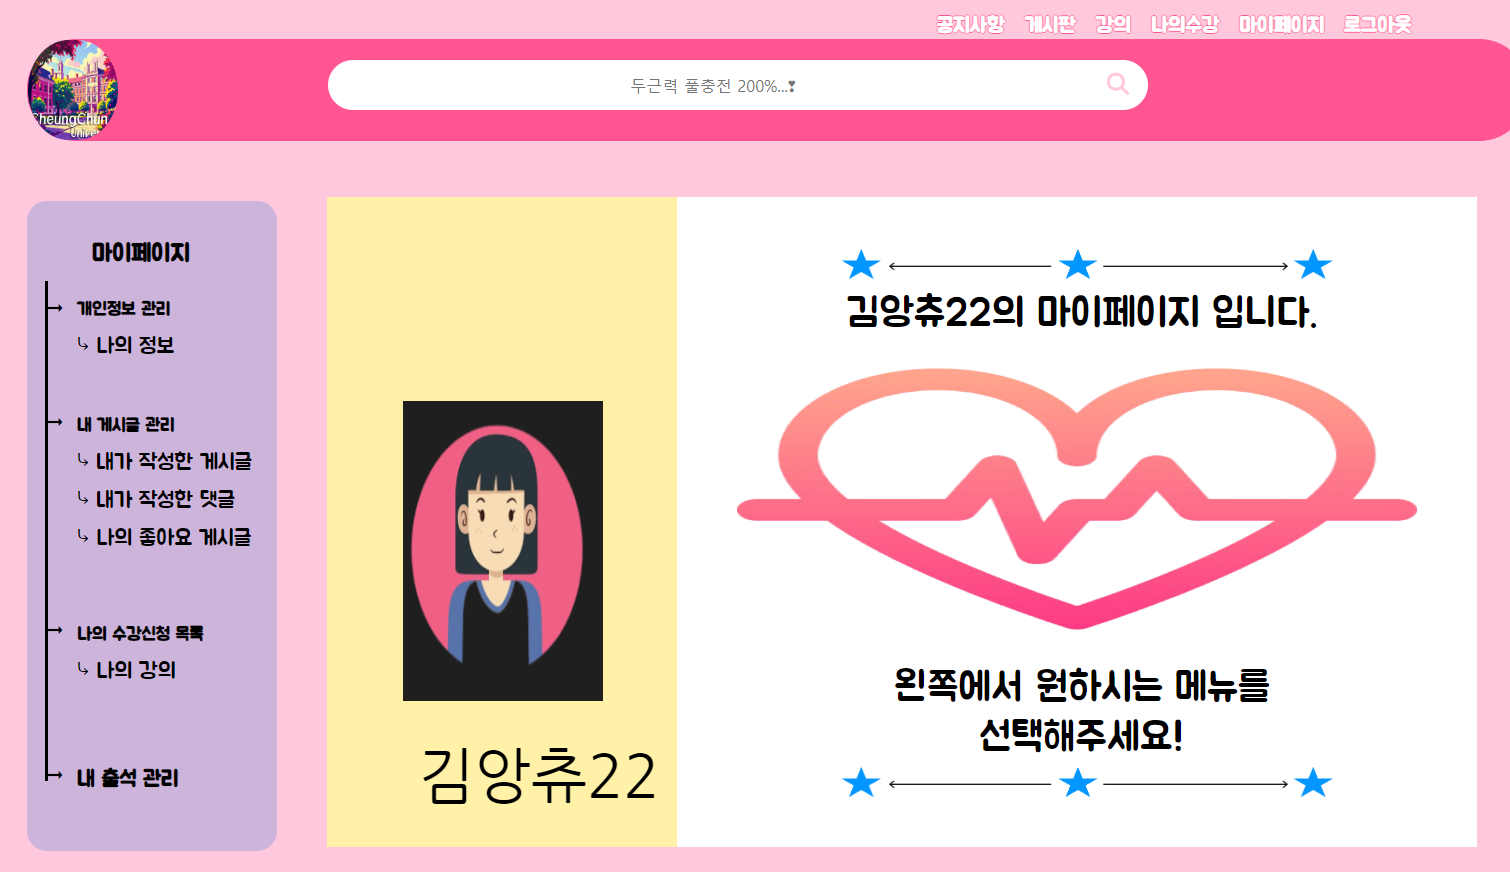 공지사항 게시판 강의 나의수강 마이페이지 로그아웃
CheungChun
Univer
두근력 풀충전 200%...❣
마이페이지
개인정보 관리
⤷ 나의 정보
내 게시글 관리
⤷ 내가 작성한 게시글
⤷ 내가 작성한 댓글
⤷ 나의 좋아요 게시글
나의 수강신청 목록
⤷ 나의 강의
내 출석 관리
김앙츄22
김앙츄22의 마이페이지 입니다.
왼쪽에서 원하시는 메뉴를
선택해주세요!